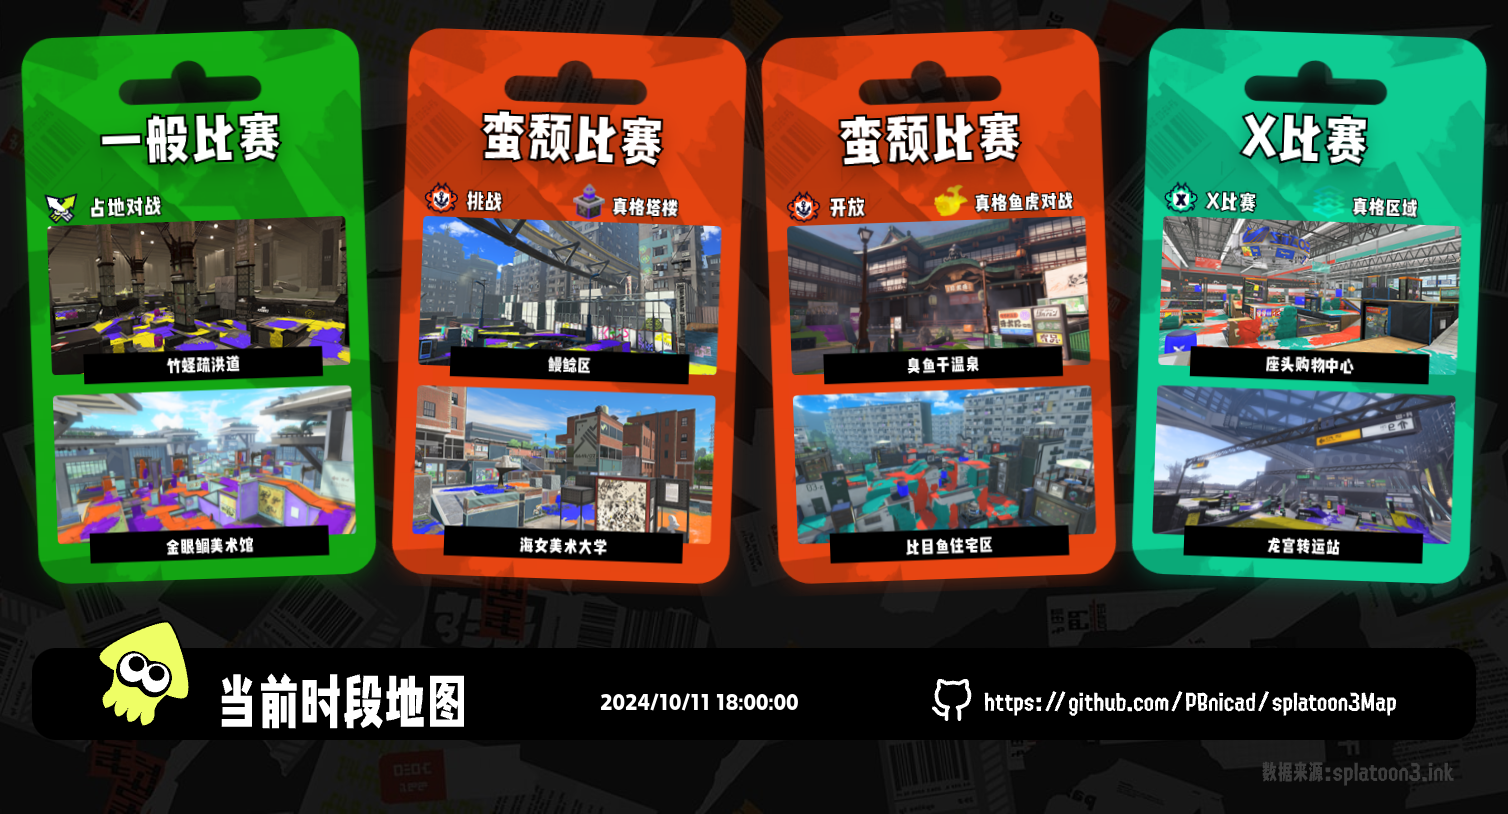 一般比赛
占地对战
竹蛏疏洪道
金眼鲷美术馆
蛮颓比赛
挑战
真格塔楼
鳗鲶区
海女美术大学
蛮颓比赛
开放
真格鱼虎对战
臭鱼干温泉
比目鱼住宅区
X比赛
X比赛
真格区域
座头购物中心
龙宫转运站
当前时段地图
2024/10/11 18:00:00
https://github.com/PBnicad/splatoon3Map
数据来源:splatoon3.ink